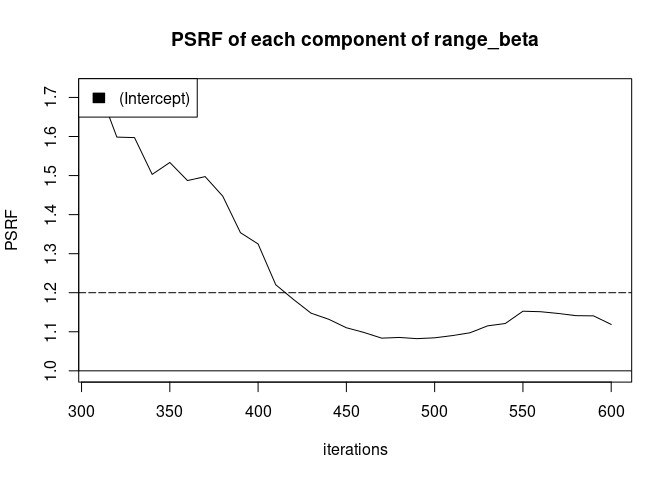 PSRF of each component of range_beta
(Intercept)
PSRF
1.7
1.6
1.5
1.4
1.3
1.2
1.1
1.0
300 350 400 450 500 550 600
iterations